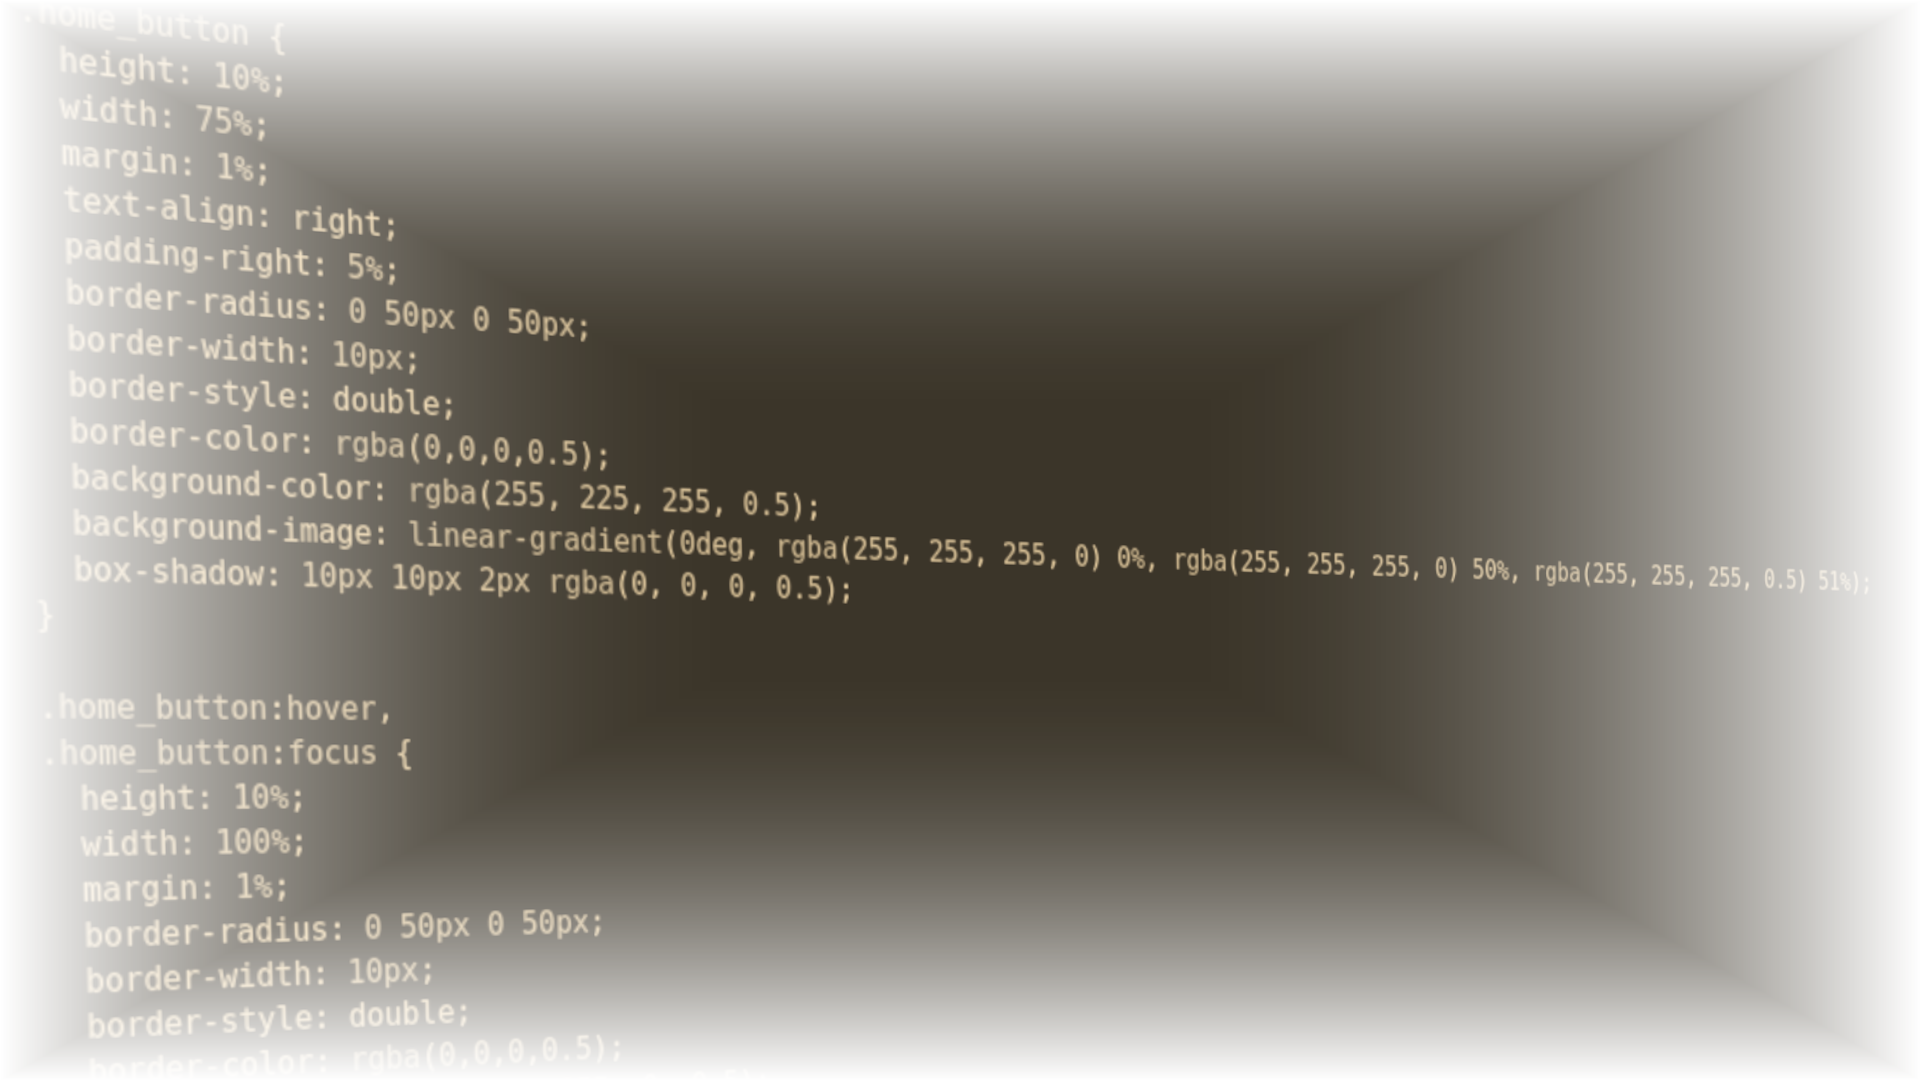 .home_button {
height: 10%;
width: 75%;
margin: 1%;
text-align: right;
padding-right: 5%;
border-radius: 0 50px 0 50px;
border-width: 10px;
border-style: double;
border-color: rgba(0,0,0,0.5);
background-color: rgba(255, 225, 255, 0.5);
background-image: linear-gradient(0deg, rgba(255, 255, 255, 0) 0%, rgba(255, 255, 255, 0) 50%, rgba(255, 255, 255, 0.5) 51%);
box-shadow: 10px 10px 2px rgba(0, 0, 0, 0.5);
}
.home_button:hover,
.home_button:focus {
height: 10%;
width: 100%;
margin: 1%;
border-radius: 0 50px 0 50px;
border-width: 10px;
border-style: double;
border-color: rgba(0,0,0,0.5);